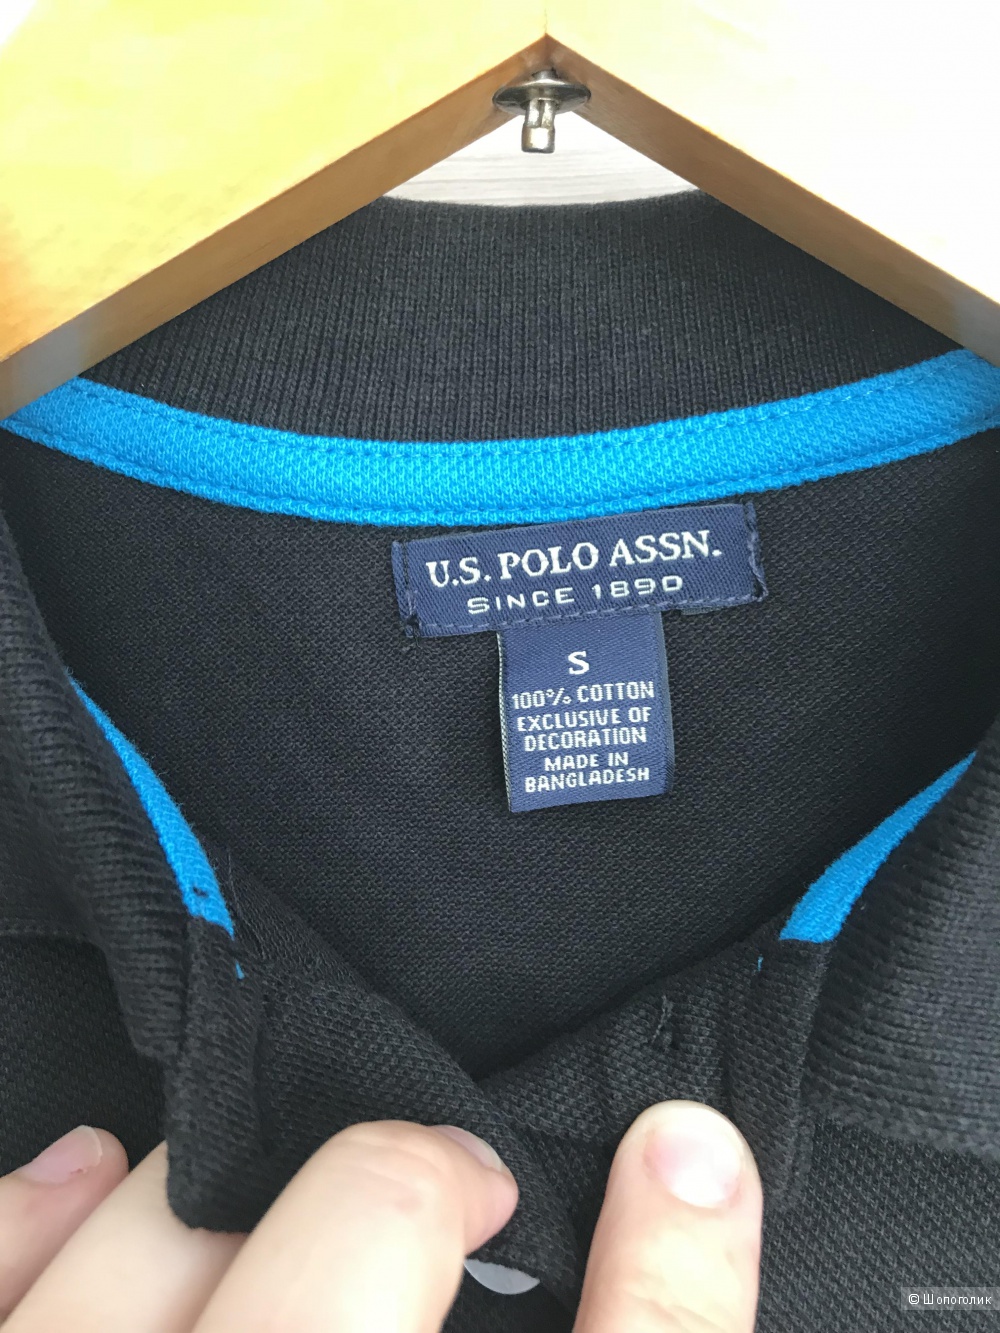 U.S. POLO ASSN.
SINCE 1890
S
100% COTTON
EXCLUSIVE OF
DECORATION
MADE IN
BANGLADESH
© Шопоголик